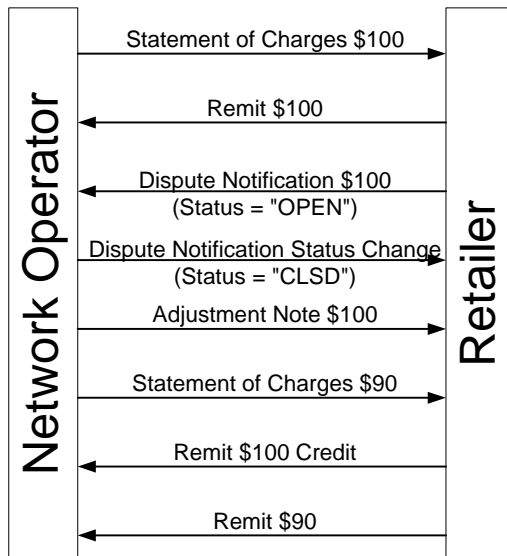 Network Operator
Statement of Charges $100
Remit $100
Dispute Notification $100
(Status = "OPEN")
Dispute Notification Status Change
(Status = "CLSD")
Adjustment Note $100
Statement of Charges $90
Remit $100 Credit
Remit $90
Retailer